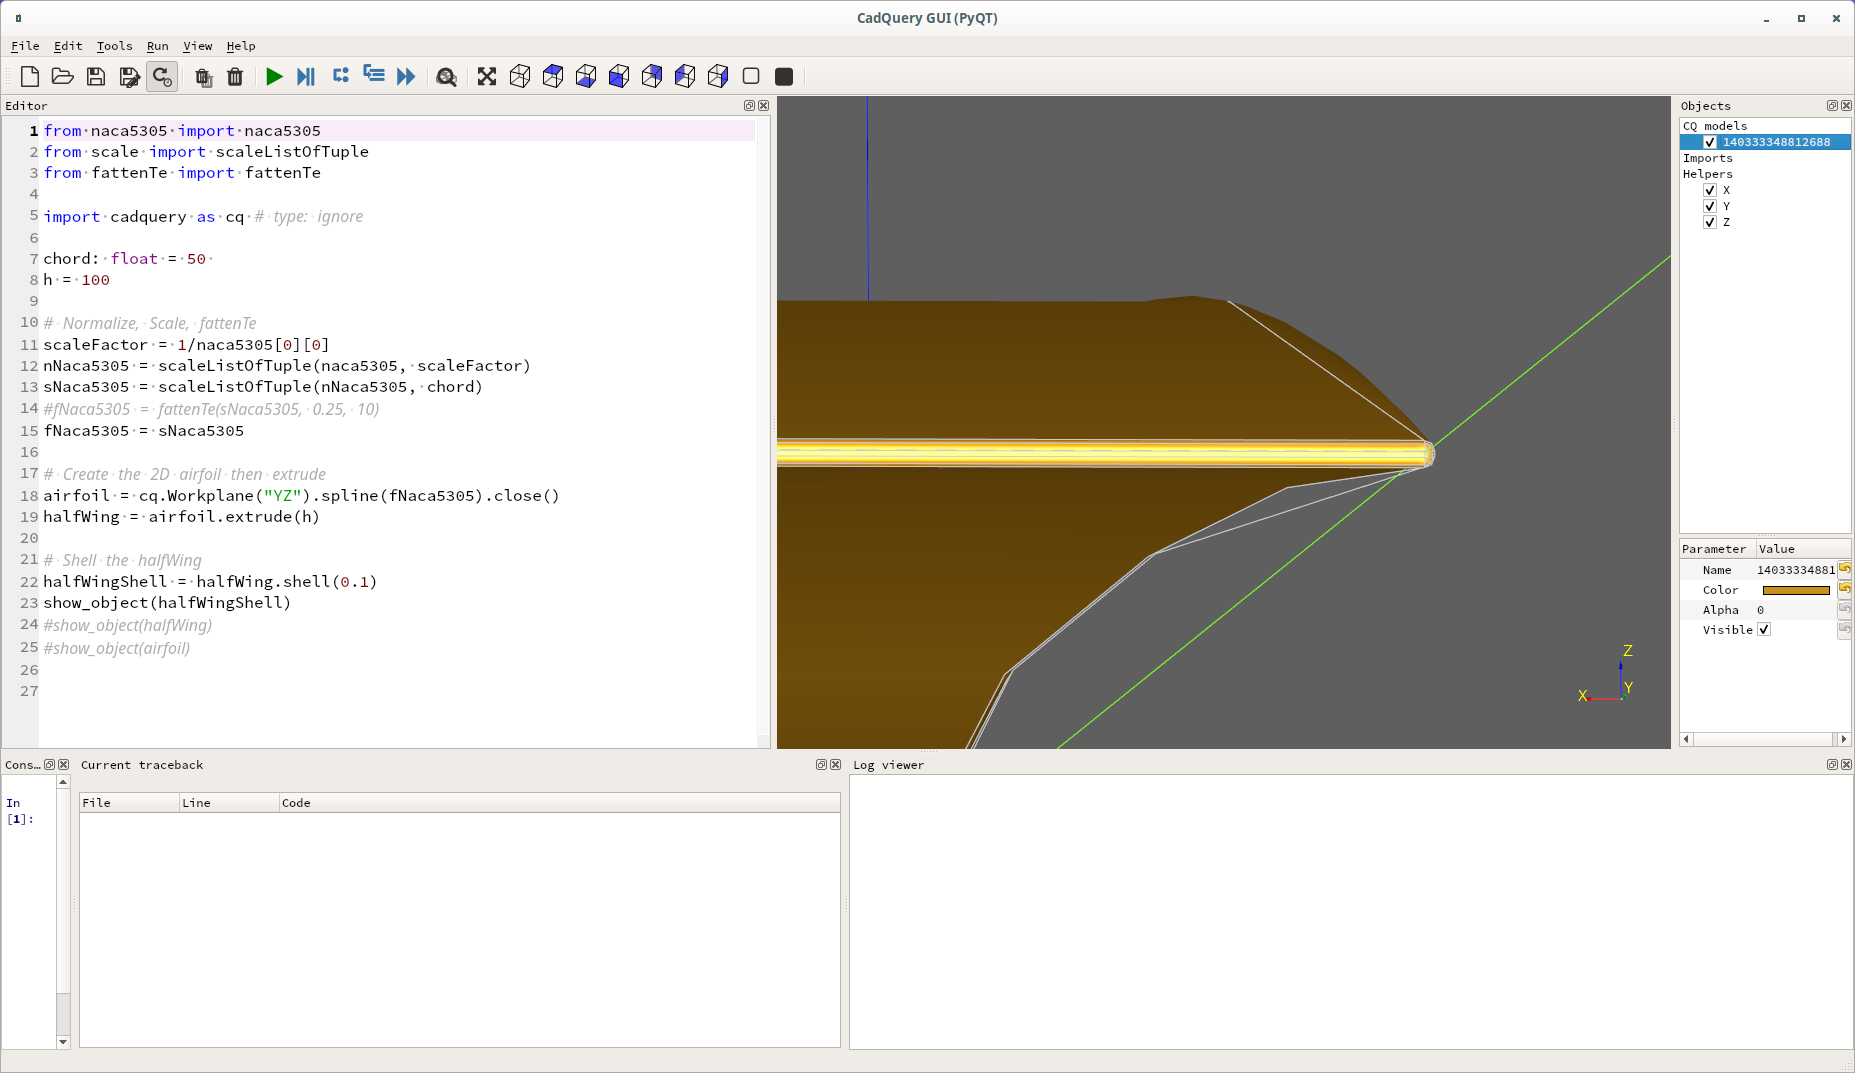 CadQuery GUI (PyQT)
File Edit Tools Run View Help
Editor
1 from naca5305 import naca5305
2 from scale import scaleListOfTuple
3 from fattenTe import fattenTe
4
5 import cadquery as cq # type: ignore
6
7 chord: float = 50
8 h = 100
9
10 # Normalize, Scale, fattenTe
11 scaleFactor = 1/naca5305[0][0]
12 nNaca5305 = scaleListOfTuple(naca5305, scaleFactor)
13 sNaca5305 = scaleListOfTuple(nNaca5305, chord)
14 #fNaca5305 = fattenTe(sNaca5305, 0.25, 10)
15 fNaca5305 = sNaca5305
16
17 # Create the 2D airfoil then extrude
18 airfoil = cq.Workplane("YZ").spline(fNaca5305).close()
19 halfWing = airfoil.extrude(h)
20
21 # Shell the halfWing
22 halfWingShell = halfWing.shell(0.1)
23 show_object(halfWingShell)
24 #show_object(halfWing)
25 #show_object(airfoil)
26
27
Z
X
Y
Objects
CQ models
140333348812688
Imports
Helpers
X
Y
Z
Parameter Value
Name 14033334881
Color
Alpha 0
Visible
Cons...
In
[1]:
Current traceback
File Line Code
Log viewer